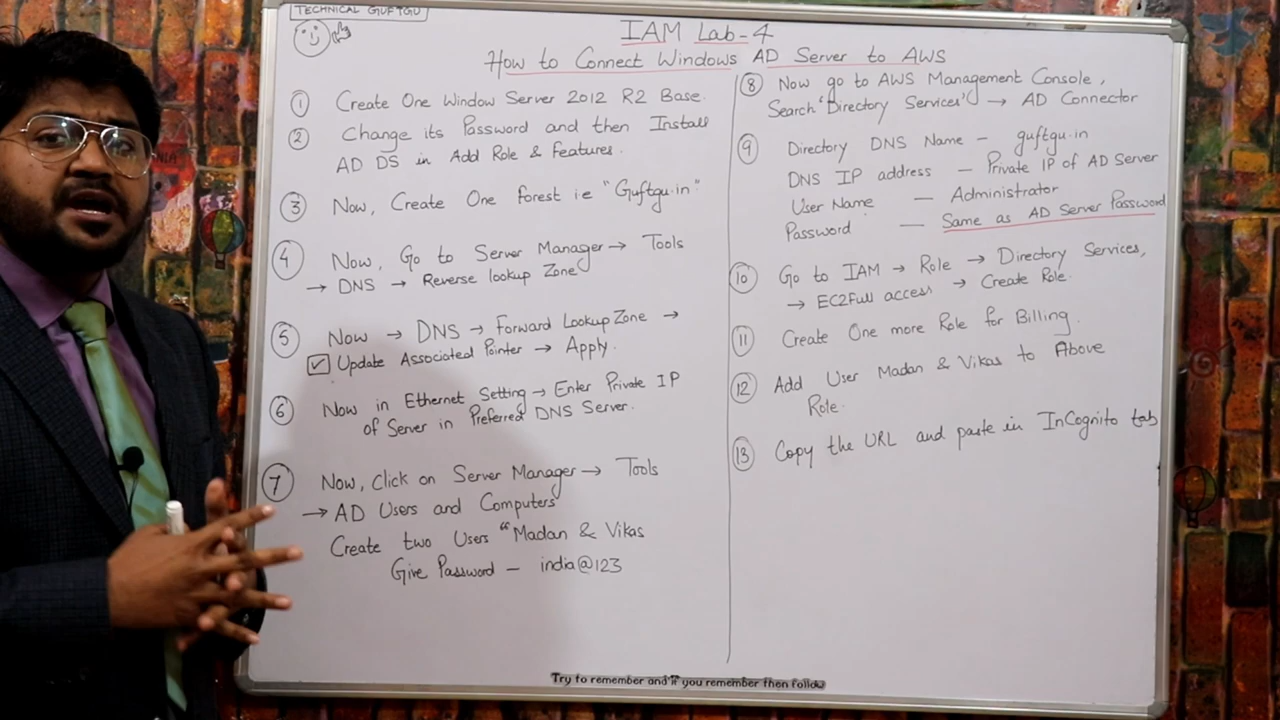 TECHNICAL GUFTGU
IAM Lab-4
How to Connect Windows AD Server to AWS
① Create One Window Server 2012 R2 Base.
② Change its Password and then Install
AD DS in Add Role & Features.
③ Now, Create One forest ie "Guftgu.in"
④ Now, Go to Server Manager → Tools
→ DNS → Reverse lookup Zone
⑤ Now → DNS → Forward Lookup Zone →
☑ Update Associated Pointer → Apply.
⑥ Now in Ethernet Setting → Enter Private IP
of Server in Preferred DNS Server.
⑦ Now, Click on Server Manager → Tools
→ AD Users and Computers
Create two Users "Madan & Vikas
Give Password – india@123
⑧ Now go to AWS Management Console,
Search 'Directory Services' → AD Connector
⑨ Directory DNS Name – guftgu.in
DNS IP address – Private IP of AD Server
User Name – Administrator
Password – Same as AD Server Password
⑩ Go to IAM → Role → Directory Services,
→ EC2Full access → Create Role.
⑪ Create One more Role for Billing.
⑫ Add User Madan & Vikas to Above
Role.
⑬ Copy the URL and paste in InCognito tab
Try to remember and if you remember then follow